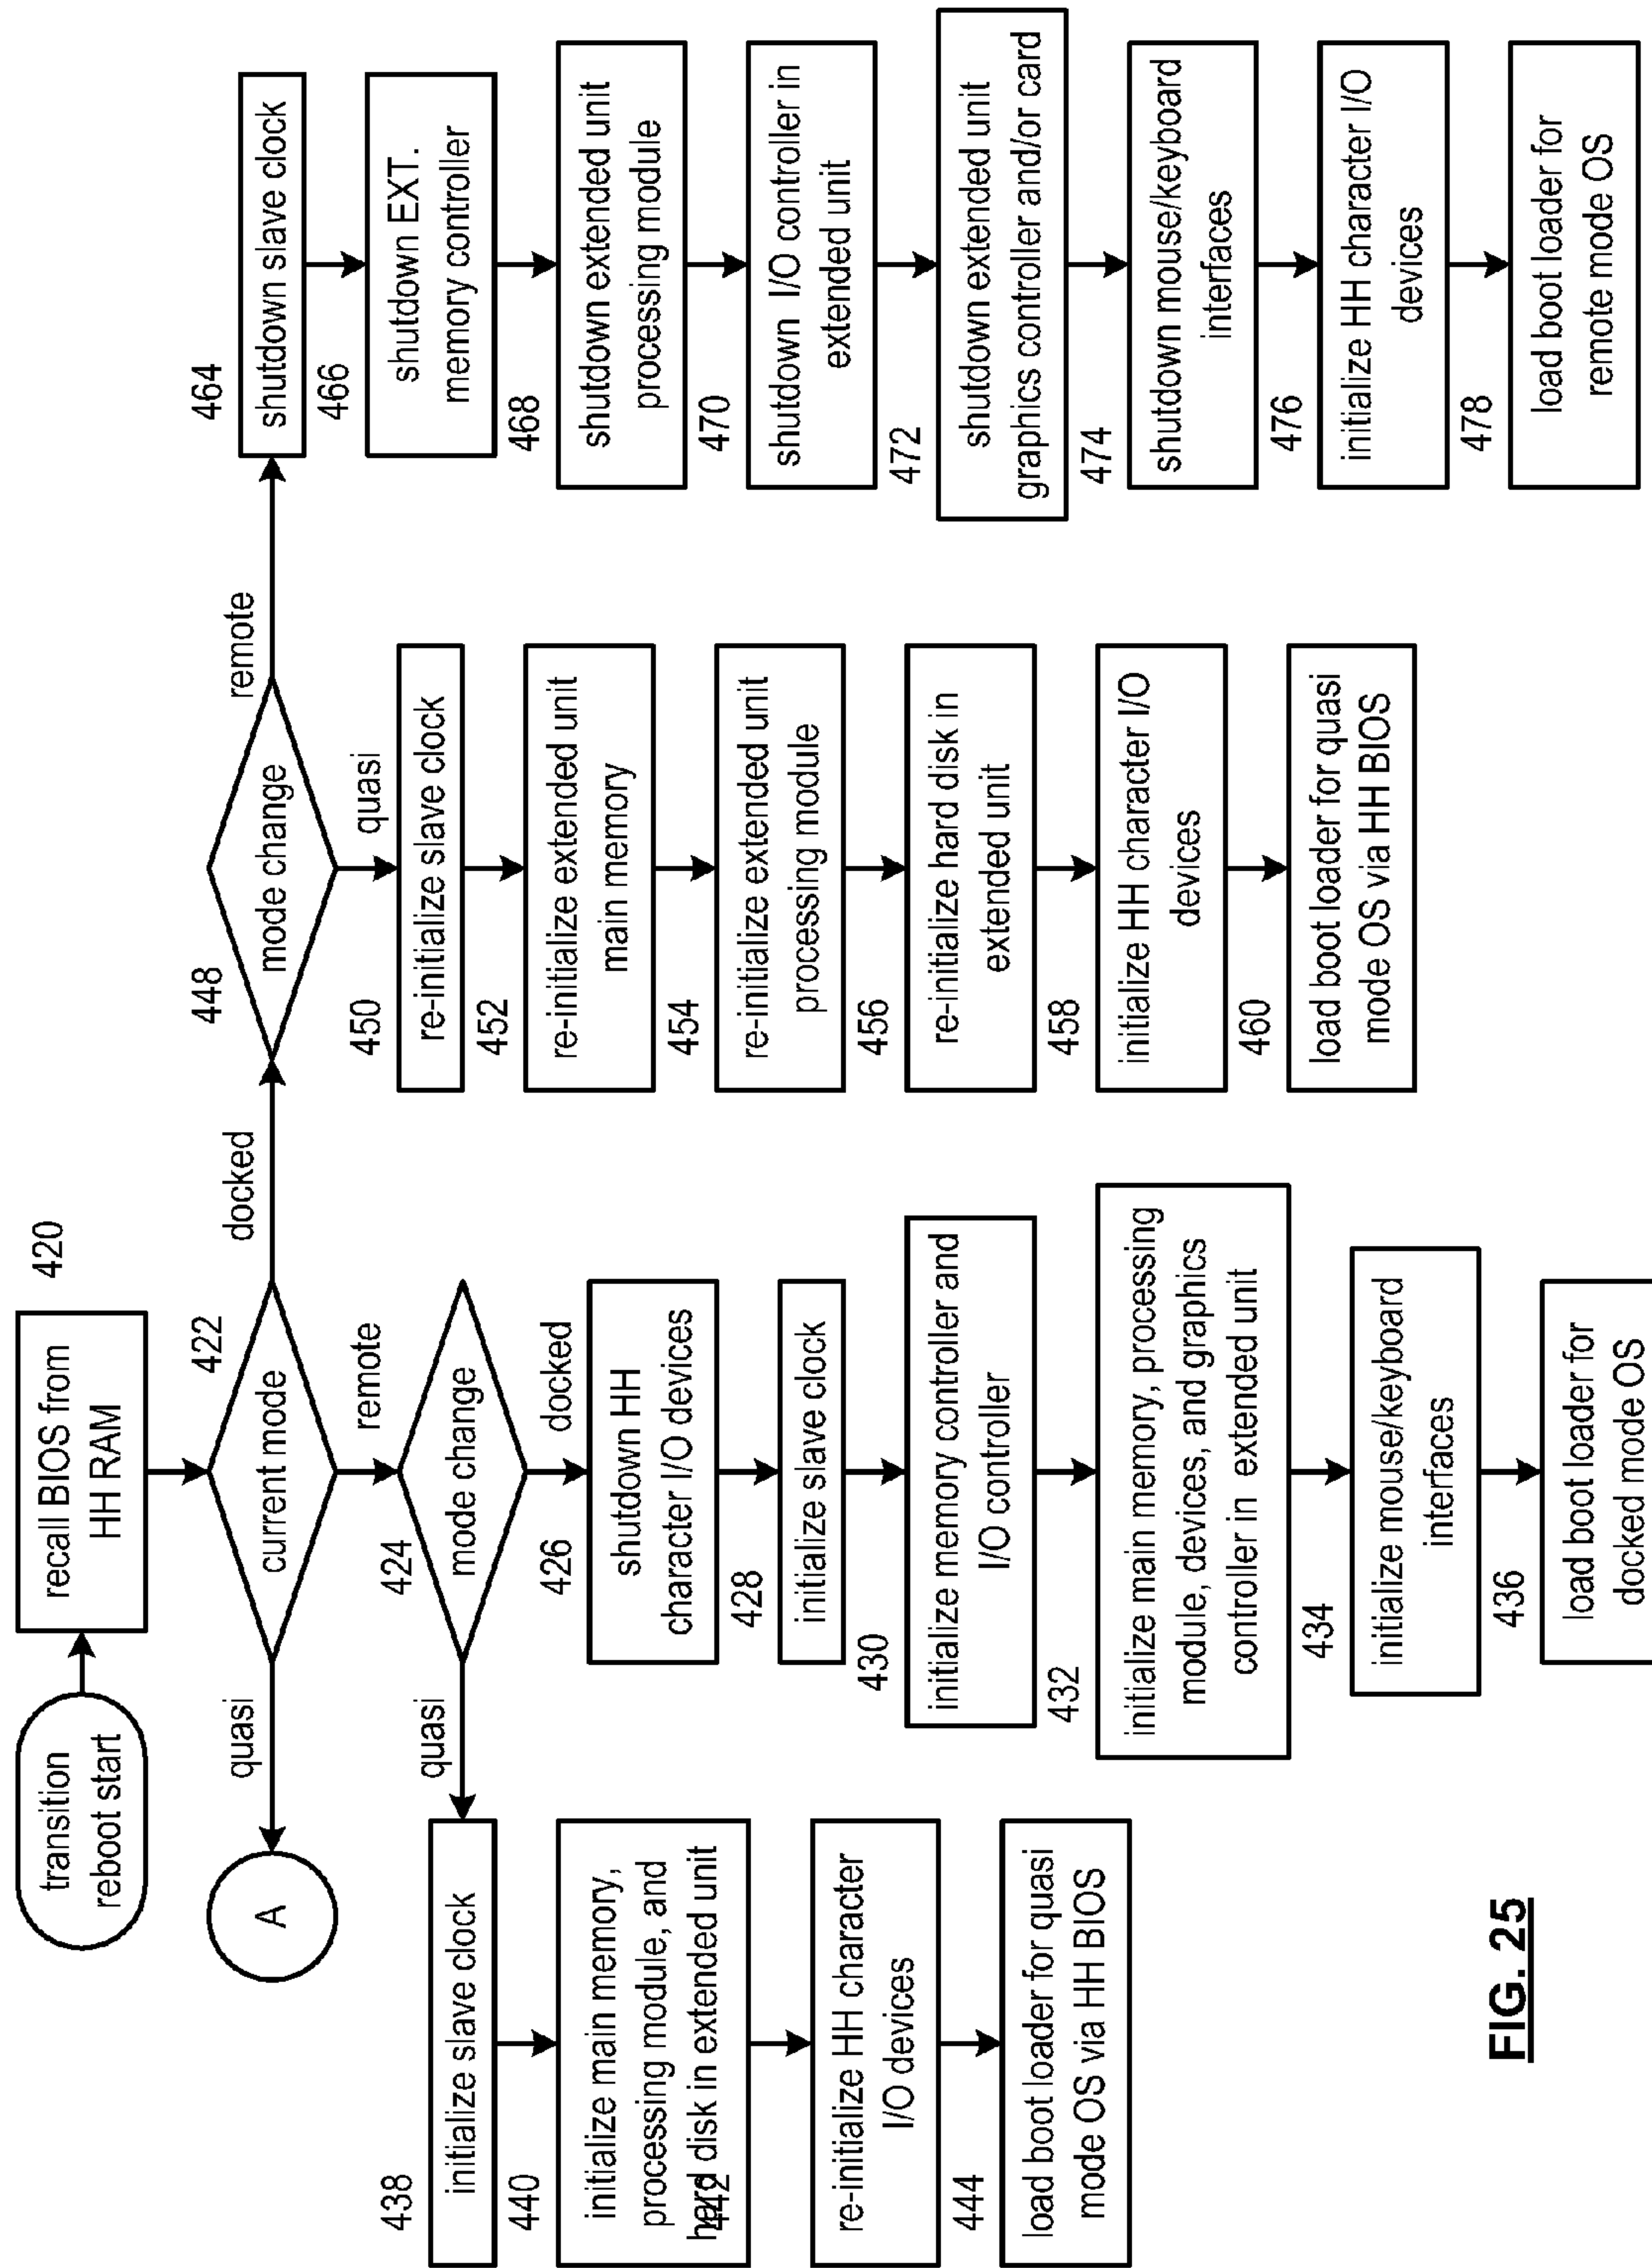 transition
reboot start
recall BIOS from
HH RAM
420
A
quasi
current mode
422
docked
mode change
448
remote
464
shutdown slave clock
466
shutdown EXT.
memory controller
468
shutdown extended unit
processing module
470
shutdown I/O controller in
extended unit
472
shutdown extended unit
graphics controller and/or card
474
shutdown mouse/keyboard
interfaces
476
initialize HH character I/O
devices
478
load boot loader for
remote mode OS
quasi
450
re-initialize slave clock
452
re-initialize extended unit
main memory
454
re-initialize extended unit
processing module
456
re-initialize hard disk in
extended unit
458
initialize HH character I/O
devices
460
load boot loader for quasi
mode OS via HH BIOS
remote
424
mode change
docked
426
shutdown HH
character I/O devices
428
initialize slave clock
430
initialize memory controller and
I/O controller
432
initialize main memory, processing
module, devices, and graphics
controller in extended unit
434
initialize mouse/keyboard
interfaces
436
load boot loader for
docked mode OS
quasi
438
initialize slave clock
440
initialize main memory,
processing module, and
hard disk in extended unit
442
re-initialize HH character
I/O devices
444
load boot loader for quasi
mode OS via HH BIOS
FIG. 25